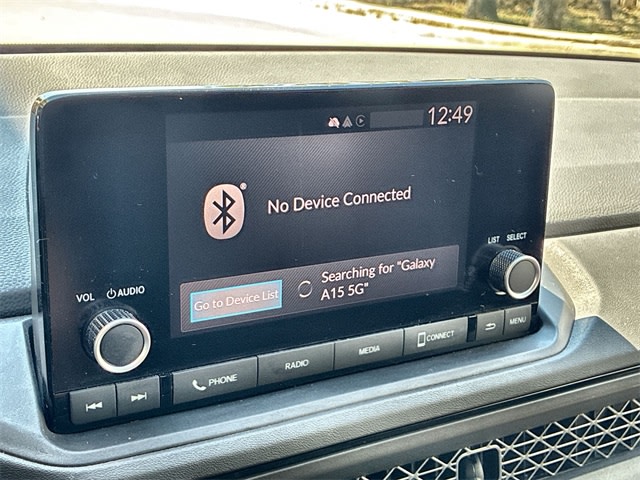 12:49
No Device Connected
Go to Device List
Searching for "Galaxy
A15 5G"
VOL
AUDIO
LIST
SELECT
PHONE
RADIO
MEDIA
CONNECT
MENU